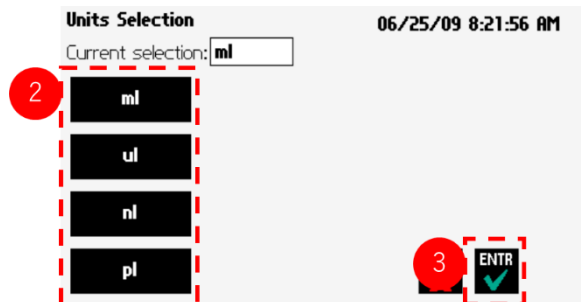 Units Selection 06/25/09 8:21:56 AM
Current selection: ml
2
ml
ul
nl
pl
3 ENTR